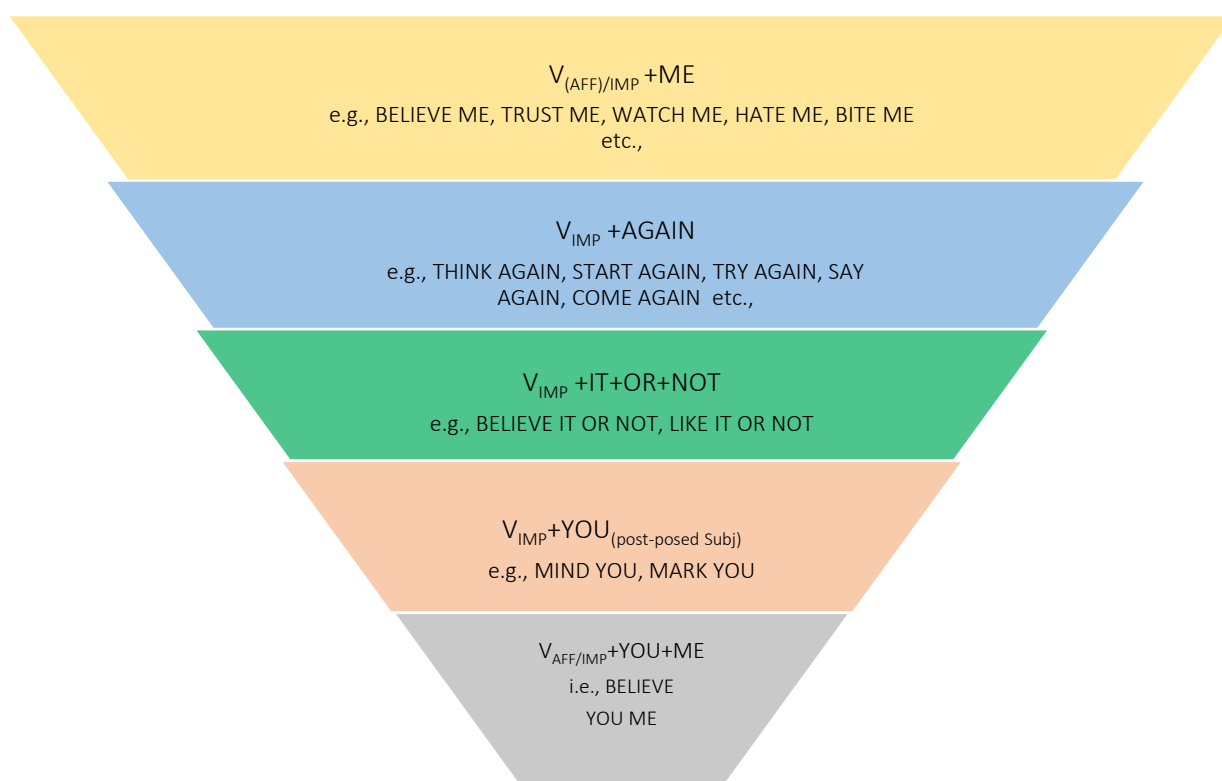 V(AFF)/IMP +ME
e.g., BELIEVE ME, TRUST ME, WATCH ME, HATE ME, BITE ME
etc.,
VIMP +AGAIN
e.g., THINK AGAIN, START AGAIN, TRY AGAIN, SAY
AGAIN, COME AGAIN etc.,
VIMP +IT+OR+NOT
e.g., BELIEVE IT OR NOT, LIKE IT OR NOT
VIMP+YOU(post-posed Subj)
e.g., MIND YOU, MARK YOU
VAFF/IMP+YOU+ME
i.e., BELIEVE
YOU ME